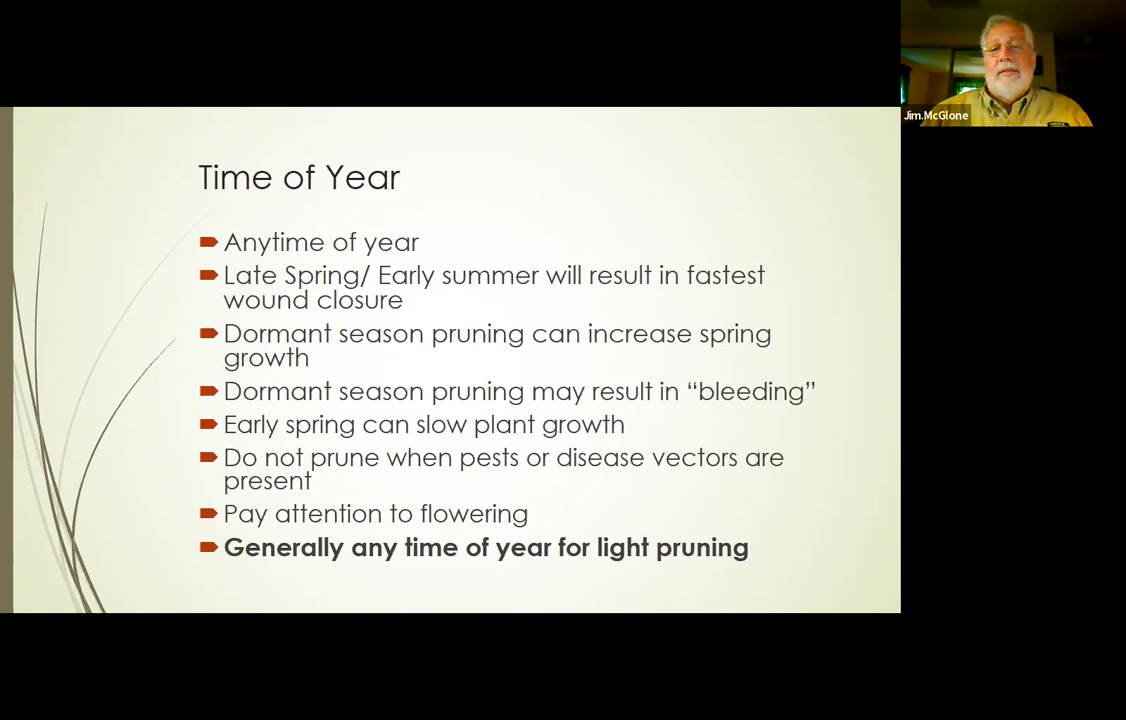 Jim.McGlone
Time of Year
Anytime of year
Late Spring/ Early summer will result in fastest
wound closure
Dormant season pruning can increase spring
growth
Dormant season pruning may result in “bleeding”
Early spring can slow plant growth
Do not prune when pests or disease vectors are
present
Pay attention to flowering
Generally any time of year for light pruning